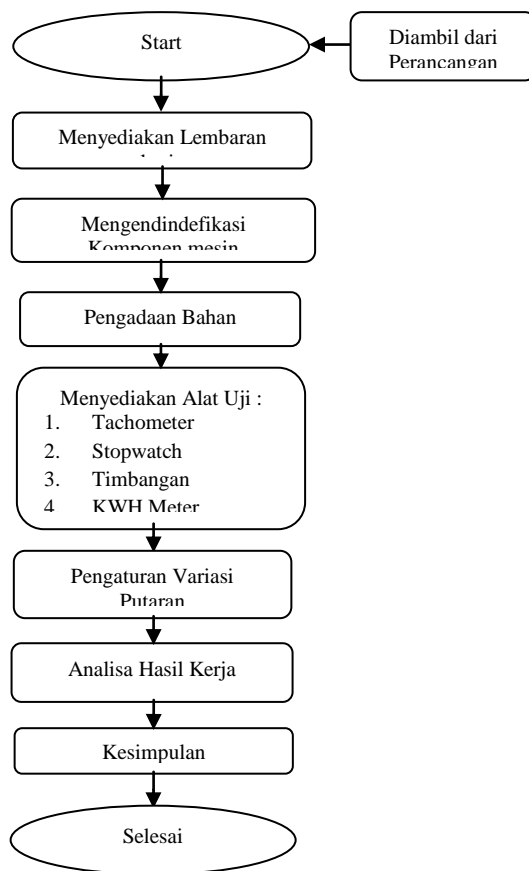 Start
Diambil dari
Perancangan
Menyediakan Lembaran
Mengendindefikasi
Komponen mesin
Pengadaan Bahan
Menyediakan Alat Uji :
1. Tachometer
2. Stopwatch
3. Timbangan
4. KWH Meter
Pengaturan Variasi
Putaran
Analisa Hasil Kerja
Kesimpulan
Selesai